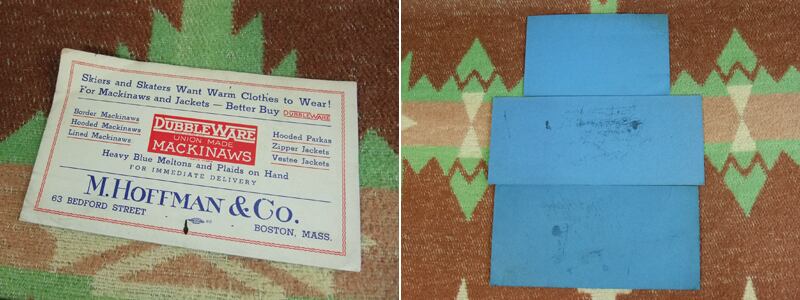 Skiers and Skaters Want Warm Clothes to Wear!
For Mackinaws and Jackets — Better Buy DUBBLEWARE
Border Mackinaws
Hooded Mackinaws
Lined Mackinaws
DUBBLEWARE
UNION MADE
MACKINAWS
Hooded Parkas
Zipper Jackets
Vestee Jackets
Heavy Blue Meltons and Plaids on Hand
FOR IMMEDIATE DELIVERY
M. HOFFMAN & CO.
63 BEDFORD STREET
BOSTON, MASS.